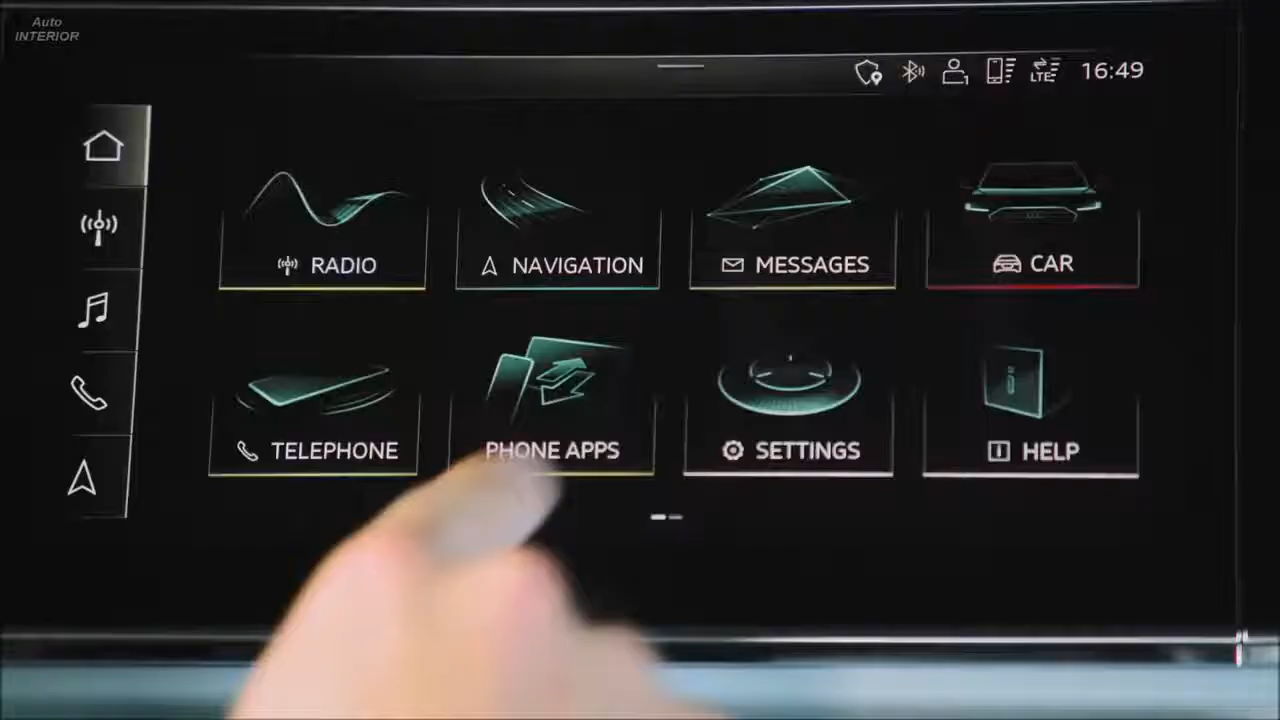 Auto
INTERIOR
LTE 16:49
RADIO
NAVIGATION
MESSAGES
CAR
TELEPHONE
PHONE APPS
SETTINGS
HELP